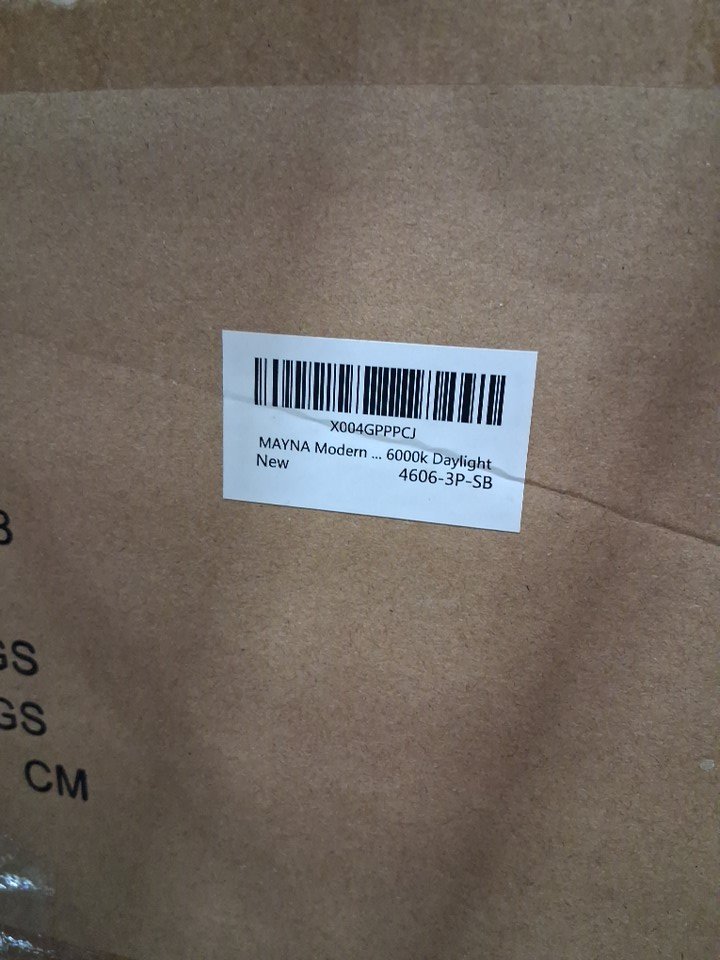 X004GPPPCJ
MAYNA Modern ... 6000k Daylight
New
4606-3P-SB
B
GS
GS
CM